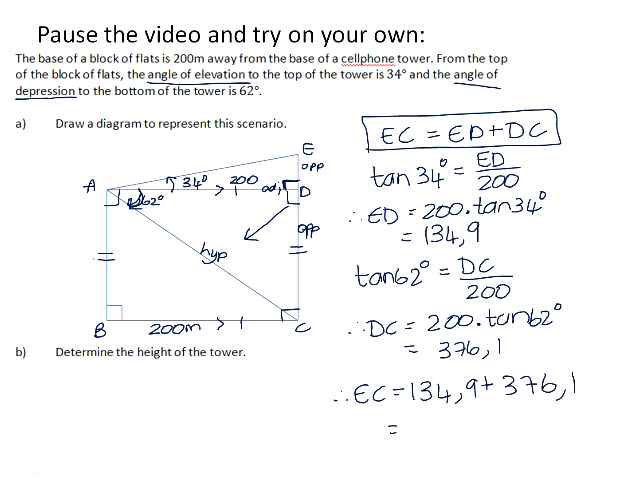 Pause the video and try on your own:
The base of a block of flats is 200m away from the base of a cellphone tower. From the top
of the block of flats, the angle of elevation to the top of the tower is 34° and the angle of
depression to the bottom of the tower is 62°.
a) Draw a diagram to represent this scenario.
E
opp
A
34°
200
adj
D
62°
opp
hyp
B
200m
C
b) Determine the height of the tower.
EC = ED + DC
tan 34° = ED/200
∴ ED = 200.tan34°
= 134,9
tan62° = DC/200
∴ DC = 200.tan62°
= 376,1
∴ EC = 134,9 + 376,1
=